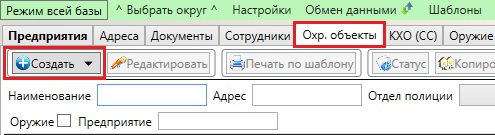 Режим всей базы ^ Выбрать округ ^ Настройки Обмен данными Шаблоны
Предприятия Адреса Документы Сотрудники Охр. объекты КХО (СС) Оружие
Создать Редактировать Печать по шаблону Статус Копиро
Наименование Адрес Отдел полиции
Оружие Предприятие